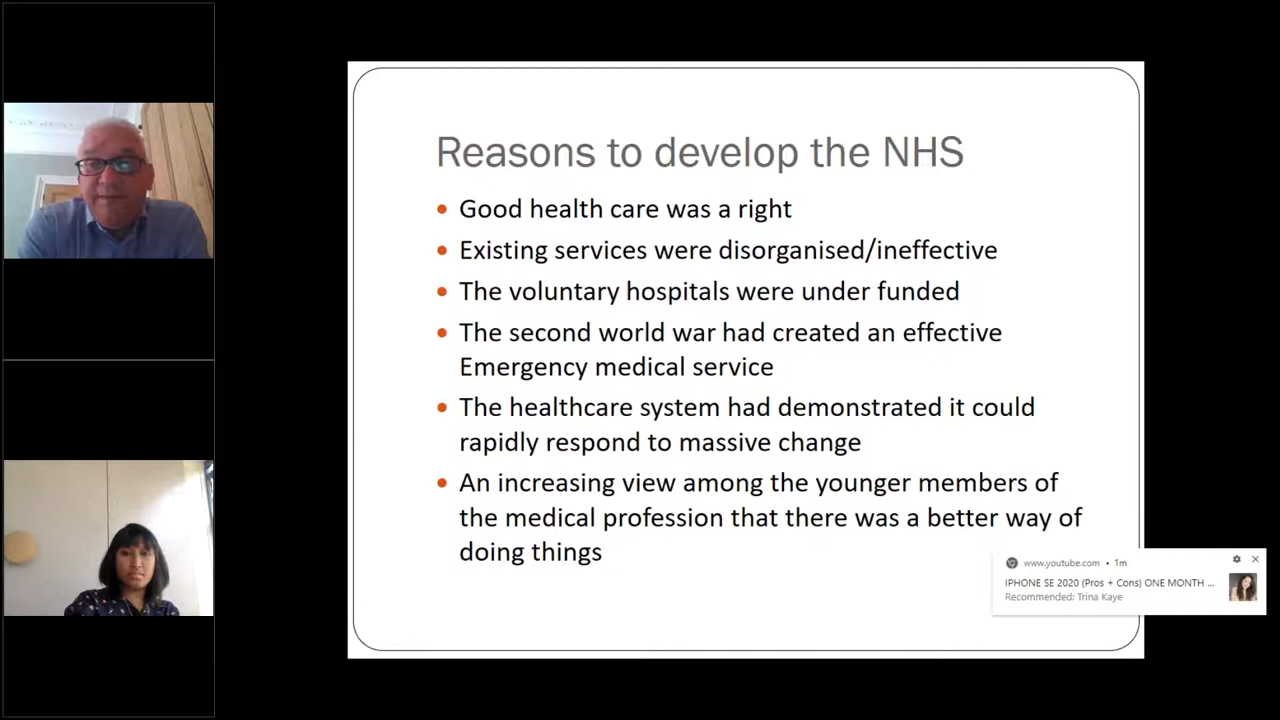 Reasons to develop the NHS
• Good health care was a right
• Existing services were disorganised/ineffective
• The voluntary hospitals were under funded
• The second world war had created an effective
Emergency medical service
• The healthcare system had demonstrated it could
rapidly respond to massive change
• An increasing view among the younger members of
the medical profession that there was a better way of
doing things
www.youtube.com • 1m
IPHONE SE 2020 (Pros + Cons) ONE MONTH ...
Recommended: Trina Kaye